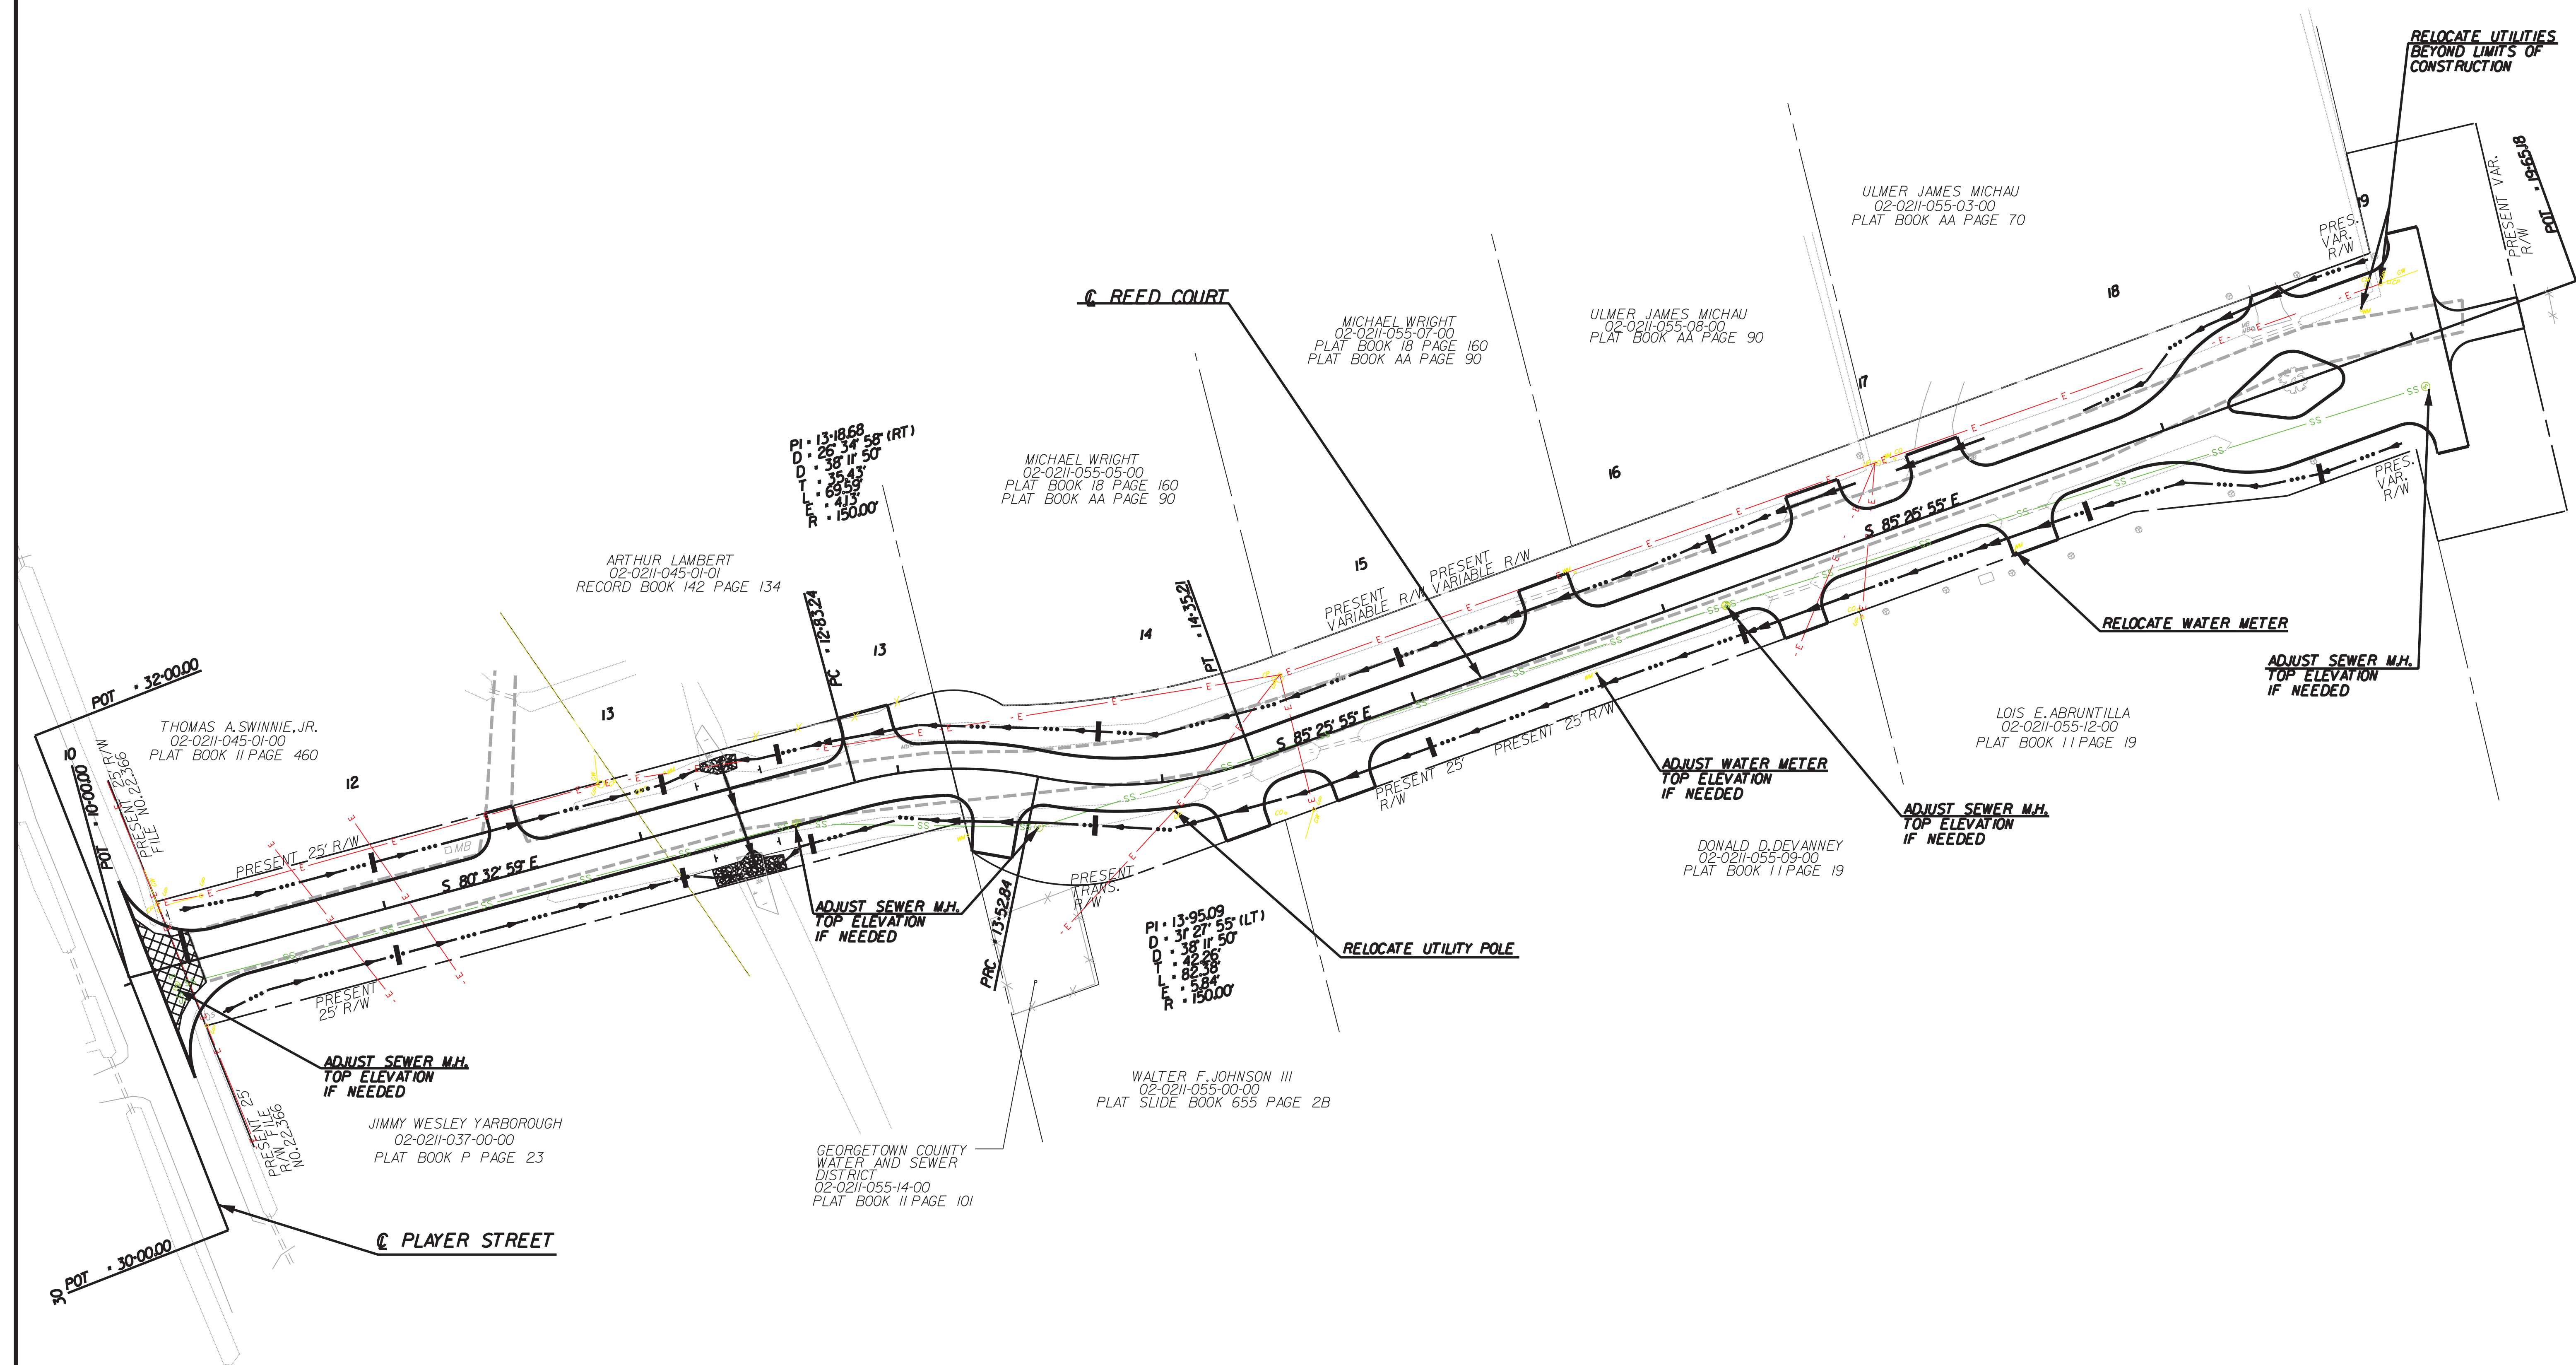 RELOCATE UTILITIES
BEYOND LIMITS OF
CONSTRUCTION
POT · 19·65.18
PRESENT VAR.
R/W
ULMER JAMES MICHAU
02-0211-055-03-00
PLAT BOOK AA PAGE 70
19
PRES.
VAR.
R/W
18
℄ REED COURT
MICHAEL WRIGHT
02-0211-055-07-00
PLAT BOOK 18 PAGE 160
PLAT BOOK AA PAGE 90
ULMER JAMES MICHAU
02-0211-055-08-00
PLAT BOOK AA PAGE 90
17
PI · 13·18.68
D · 26° 34' 58" (RT)
D · 38° 11' 50"
T · 35.43'
L · 69.59'
E · 4.13'
R · 150.00'
MICHAEL WRIGHT
02-0211-055-05-00
PLAT BOOK 18 PAGE 160
PLAT BOOK AA PAGE 90
16
PRES.
VAR.
R/W
S 85° 25' 55" E
ARTHUR LAMBERT
02-0211-045-01-01
RECORD BOOK 142 PAGE 134
15
PRESENT
VARIABLE R/W
PRESENT
VARIABLE R/W
PC · 12·83.24
13
14
PT · 14·35.21
RELOCATE WATER METER
ADJUST SEWER M.H.
TOP ELEVATION
IF NEEDED
POT · 32·00.00
THOMAS A. SWINNIE, JR.
02-0211-045-01-00
PLAT BOOK 11 PAGE 460
13
S 85° 25' 55" E
PRESENT 25' R/W
LOIS E. ABRUNTILLA
02-0211-055-12-00
PLAT BOOK 11 PAGE 19
10
POT · 10·00.00
PRESENT 25' R/W
FILE NO. 22.366
12
ADJUST WATER METER
TOP ELEVATION
IF NEEDED
PRESENT 25'
R/W
ADJUST SEWER M.H.
TOP ELEVATION
IF NEEDED
PRESENT 25' R/W
MB
S 80° 32' 59" E
DONALD D. DEVANNEY
02-0211-055-09-00
PLAT BOOK 11 PAGE 19
PRESENT
TRANS.
R/W
ADJUST SEWER M.H.
TOP ELEVATION
IF NEEDED
PRC · 13·52.84
PI · 13·95.09
D · 31° 27' 55" (LT)
D · 38° 11' 50"
T · 42.26'
L · 82.38'
E · 5.84'
R · 150.00'
RELOCATE UTILITY POLE
PRESENT
25' R/W
ADJUST SEWER M.H.
TOP ELEVATION
IF NEEDED
WALTER F. JOHNSON III
02-0211-055-00-00
PLAT SLIDE BOOK 655 PAGE 2B
PRESENT 25'
R/W FILE
NO. 22.366
JIMMY WESLEY YARBOROUGH
02-0211-037-00-00
PLAT BOOK P PAGE 23
GEORGETOWN COUNTY
WATER AND SEWER
DISTRICT
02-0211-055-14-00
PLAT BOOK 11 PAGE 101
℄ PLAYER STREET
30
POT · 30·00.00